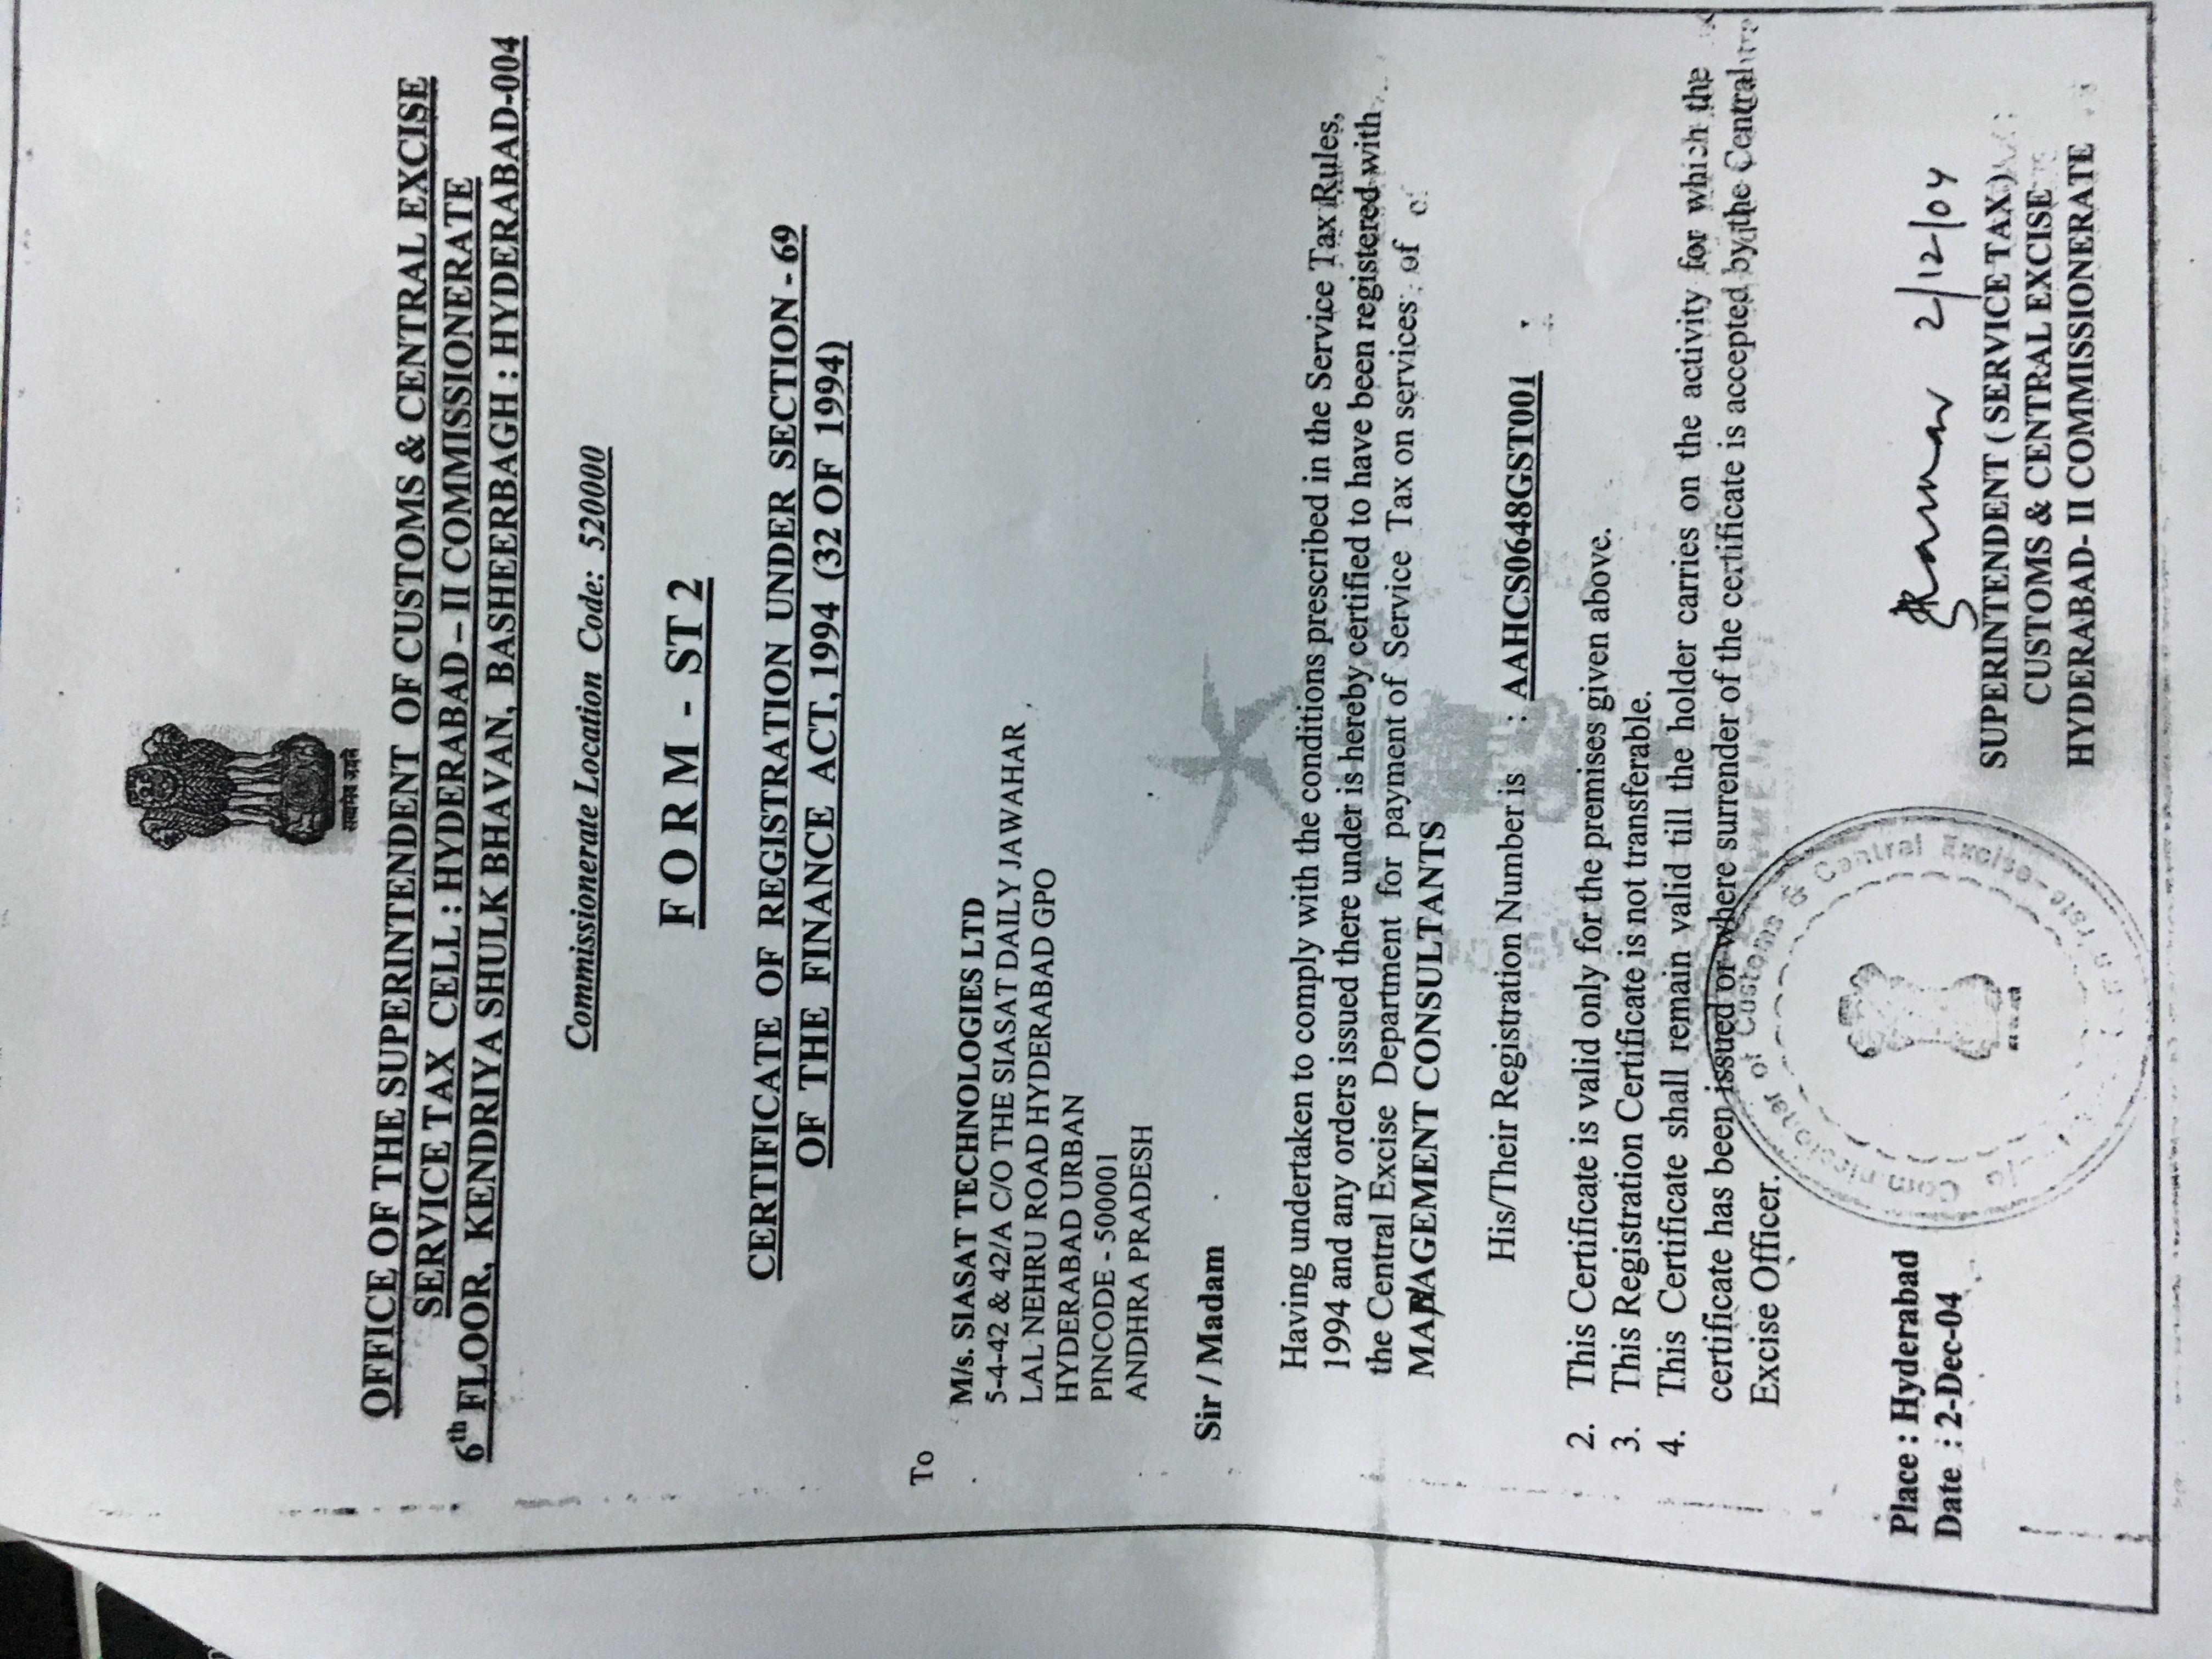 सत्यमेव जयते
OFFICE OF THE SUPERINTENDENT OF CUSTOMS & CENTRAL EXCISE
SERVICE TAX CELL : HYDERABAD – II COMMISSIONERATE
6th FLOOR, KENDRIYA SHULK BHAVAN, BASHEERBAGH : HYDERABAD-004
Commissionerate Location Code: 520000
FORM - ST 2
CERTIFICATE OF REGISTRATION UNDER SECTION - 69
OF THE FINANCE ACT, 1994 (32 OF 1994)
To
M/s. SIASAT TECHNOLOGIES LTD
5-4-42 & 42/A C/O THE SIASAT DAILY JAWAHAR
LAL NEHRU ROAD HYDERABAD GPO
HYDERABAD URBAN
PINCODE - 500001
ANDHRA PRADESH
Sir / Madam
Having undertaken to comply with the conditions prescribed in the Service Tax Rules,
1994 and any orders issued there under is hereby certified to have been registered with
the Central Excise Department for payment of Service Tax on services of
MANAGEMENT CONSULTANTS
His/Their Registration Number is : AAHCS0648GST001
2. This Certificate is valid only for the premises given above.
3. This Registration Certificate is not transferable.
4. This Certificate shall remain valid till the holder carries on the activity for which the
certificate has been issued or where surrender of the certificate is accepted by the Central
Excise Officer.
of Customs & Central Excise
Place : Hyderabad
Date : 2-Dec-04
2/12/04
SUPERINTENDENT ( SERVICE TAX )
CUSTOMS & CENTRAL EXCISE
HYDERABAD- II COMMISSIONERATE